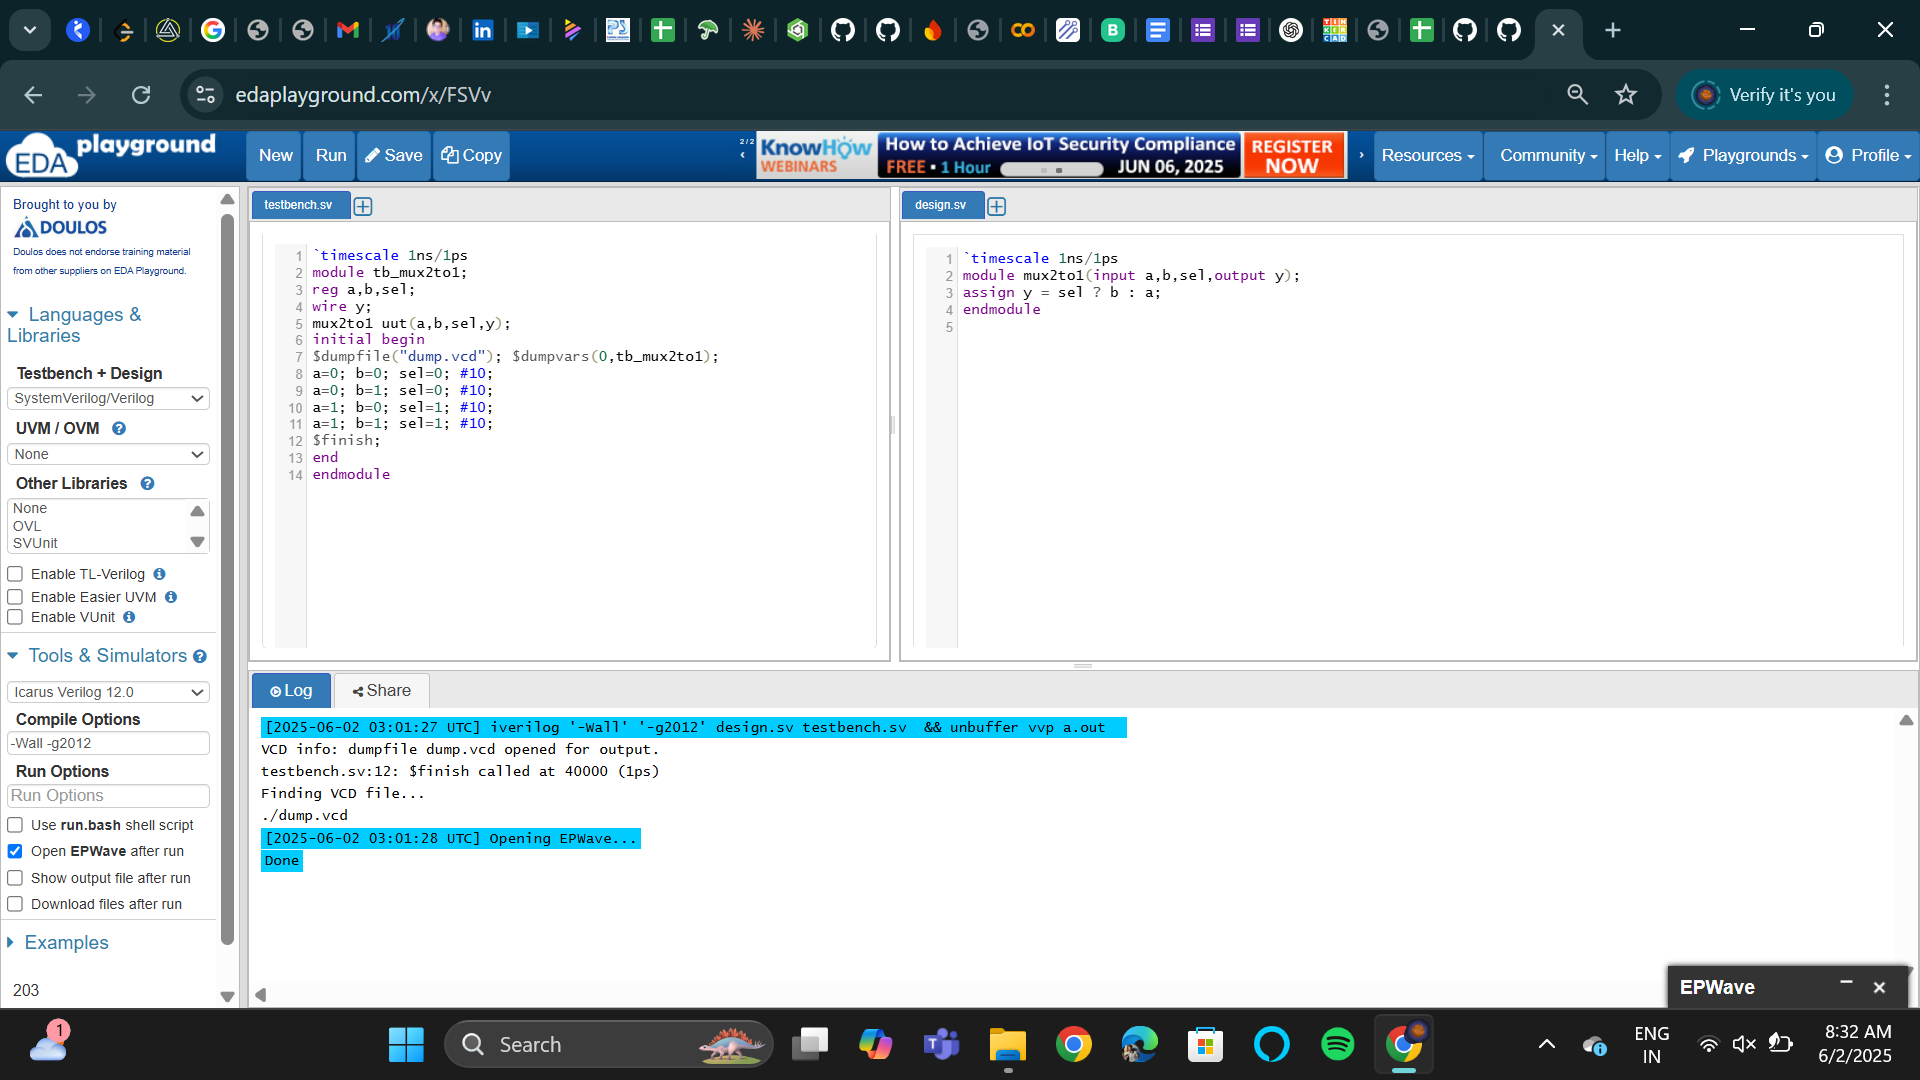 edaplayground.com/x/FSVv
Verify it's you
EDA playground
New
Run
Save
Copy
2/2
KnowHow
WEBINARS
How to Achieve IoT Security Compliance
FREE • 1 Hour
JUN 06, 2025
REGISTER
NOW
Resources
Community
Help
Playgrounds
Profile
Brought to you by
DOULOS
Doulos does not endorse training material
from other suppliers on EDA Playground.
Languages &
Libraries
Testbench + Design
SystemVerilog/Verilog
UVM / OVM
None
Other Libraries
None
OVL
SVUnit
Enable TL-Verilog
Enable Easier UVM
Enable VUnit
Tools & Simulators
Icarus Verilog 12.0
Compile Options
-Wall -g2012
Run Options
Run Options
Use run.bash shell script
Open EPWave after run
Show output file after run
Download files after run
Examples
203
testbench.sv
1 `timescale 1ns/1ps
2 module tb_mux2to1;
3 reg a,b,sel;
4 wire y;
5 mux2to1 uut(a,b,sel,y);
6 initial begin
7 $dumpfile("dump.vcd"); $dumpvars(0,tb_mux2to1);
8 a=0; b=0; sel=0; #10;
9 a=0; b=1; sel=0; #10;
10 a=1; b=0; sel=1; #10;
11 a=1; b=1; sel=1; #10;
12 $finish;
13 end
14 endmodule
design.sv
1 `timescale 1ns/1ps
2 module mux2to1(input a,b,sel,output y);
3 assign y = sel ? b : a;
4 endmodule
5
Log
Share
[2025-06-02 03:01:27 UTC] iverilog '-Wall' '-g2012' design.sv testbench.sv  && unbuffer vvp a.out
VCD info: dumpfile dump.vcd opened for output.
testbench.sv:12: $finish called at 40000 (1ps)
Finding VCD file...
./dump.vcd
[2025-06-02 03:01:28 UTC] Opening EPWave...
Done
EPWave
1
Search
ENG
IN
8:32 AM
6/2/2025